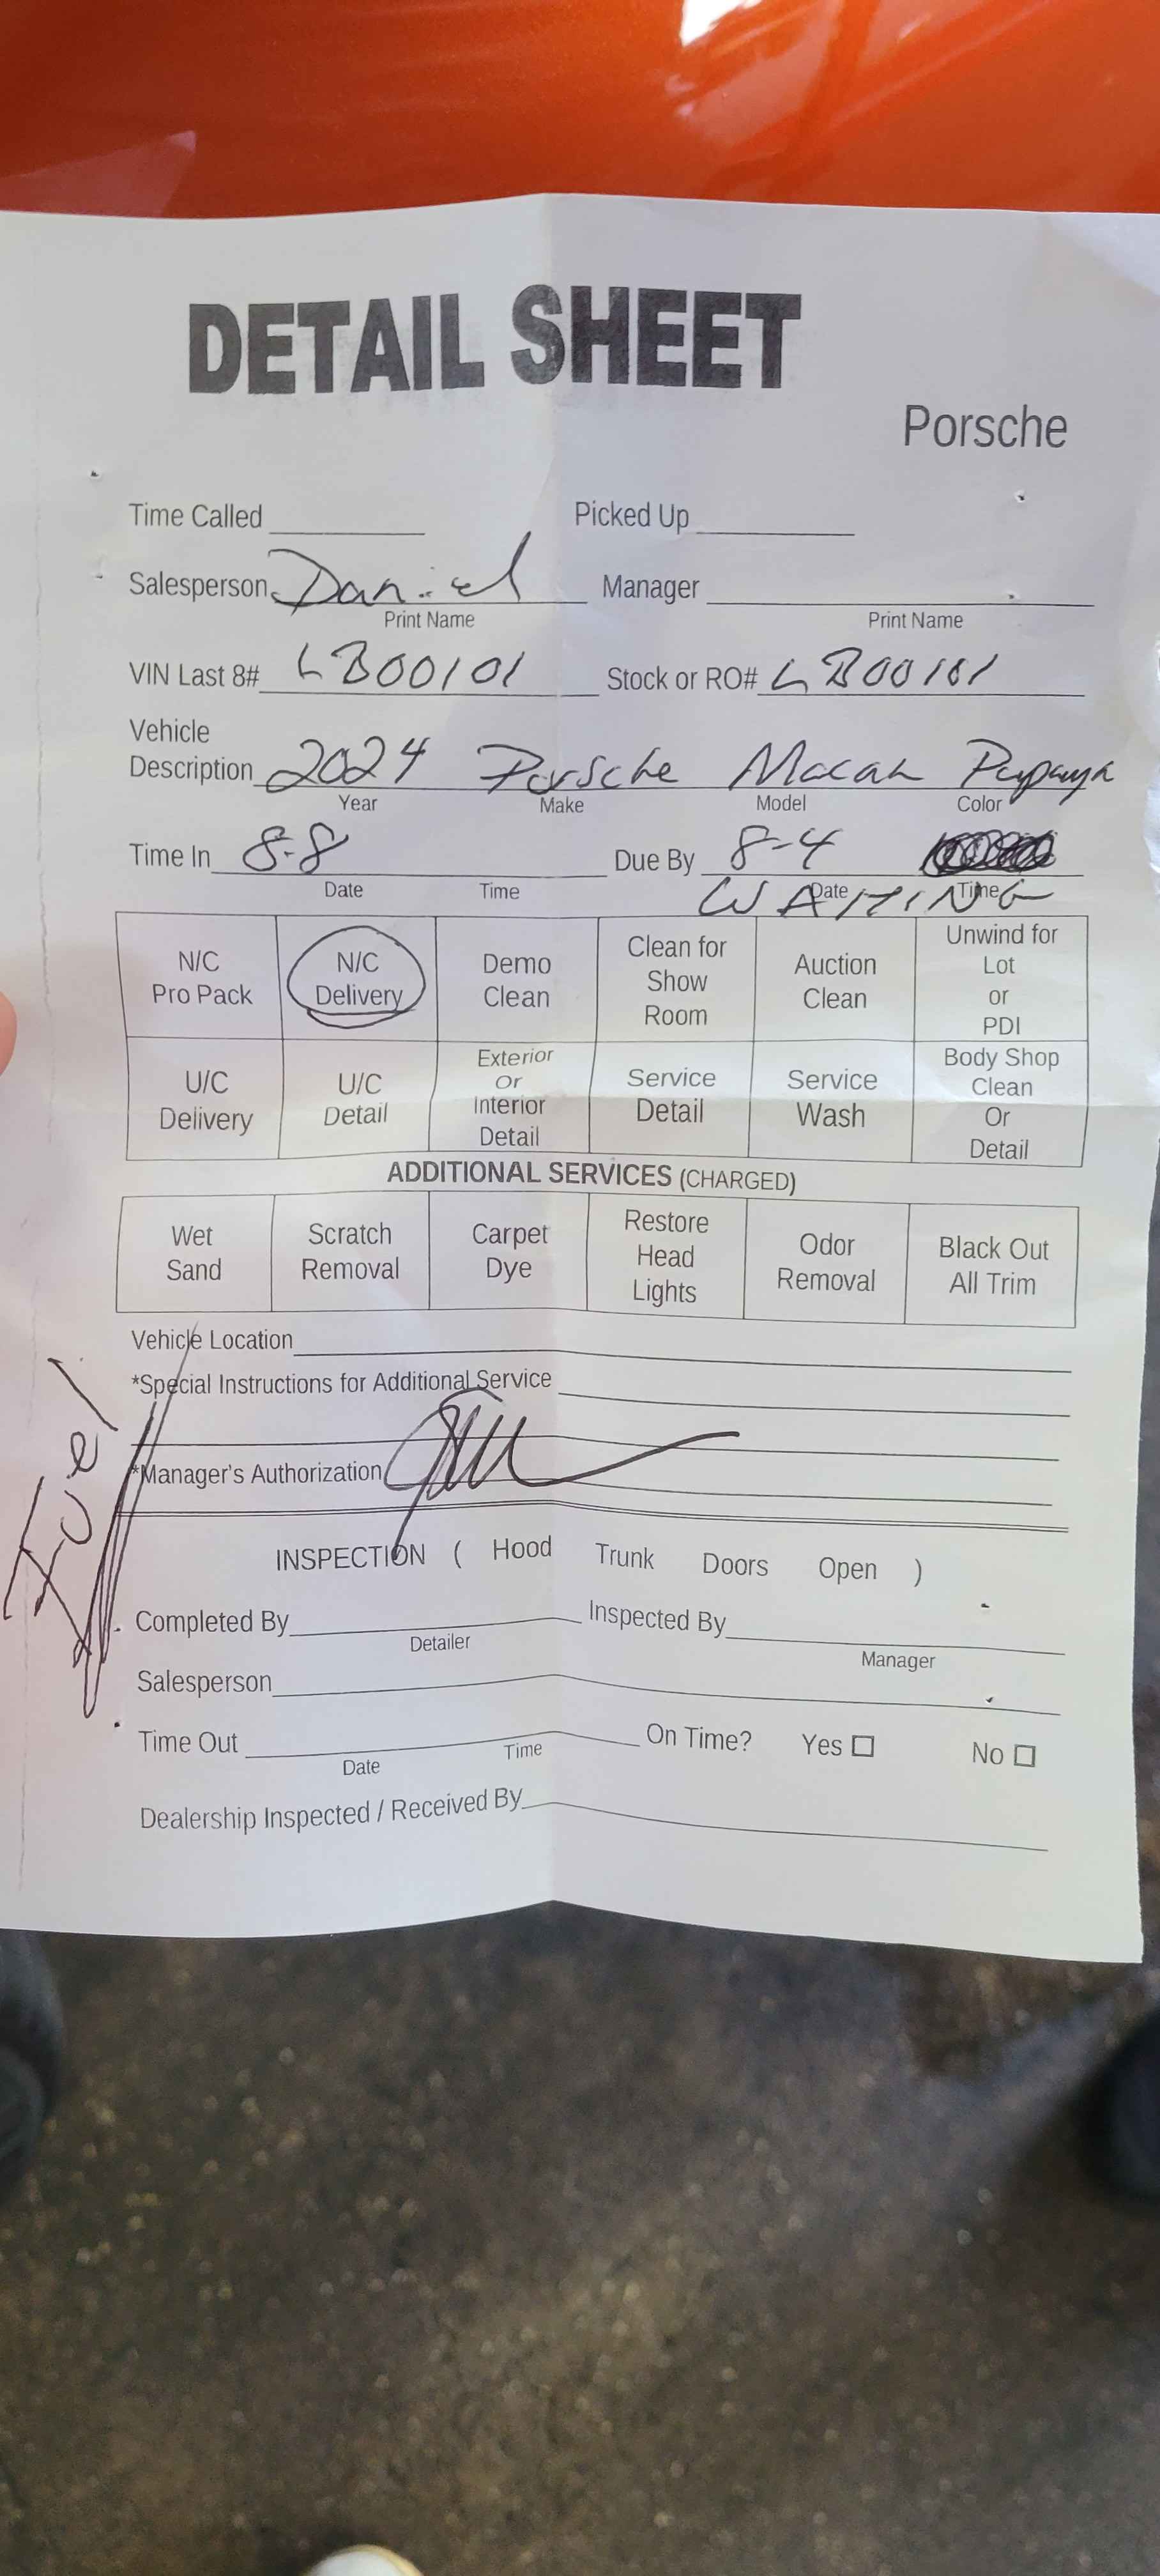 DETAIL SHEET
Porsche
Time Called Picked Up
Salesperson Daniel Manager
Print Name Print Name
VIN Last 8# LB00101 Stock or RO# LB00101
Vehicle
Description 2024 Porsche Macan Papaya
Year Make Model Color
Time In 8-8 Due By 8-4
Date Time Date Time
WAITING
N/C Pro Pack N/C Delivery Demo Clean Clean for Show Room Auction Clean Unwind for Lot or PDI
U/C Delivery U/C Detail Exterior Or Interior Detail Service Detail Service Wash Body Shop Clean Or Detail
ADDITIONAL SERVICES (CHARGED)
Wet Sand Scratch Removal Carpet Dye Restore Head Lights Odor Removal Black Out All Trim
Vehicle Location
*Special Instructions for Additional Service
*Manager's Authorization
Fuel
INSPECTION ( Hood Trunk Doors Open )
Completed By Inspected By
Detailer Manager
Salesperson
Time Out On Time? Yes No
Date Time
Dealership Inspected / Received By